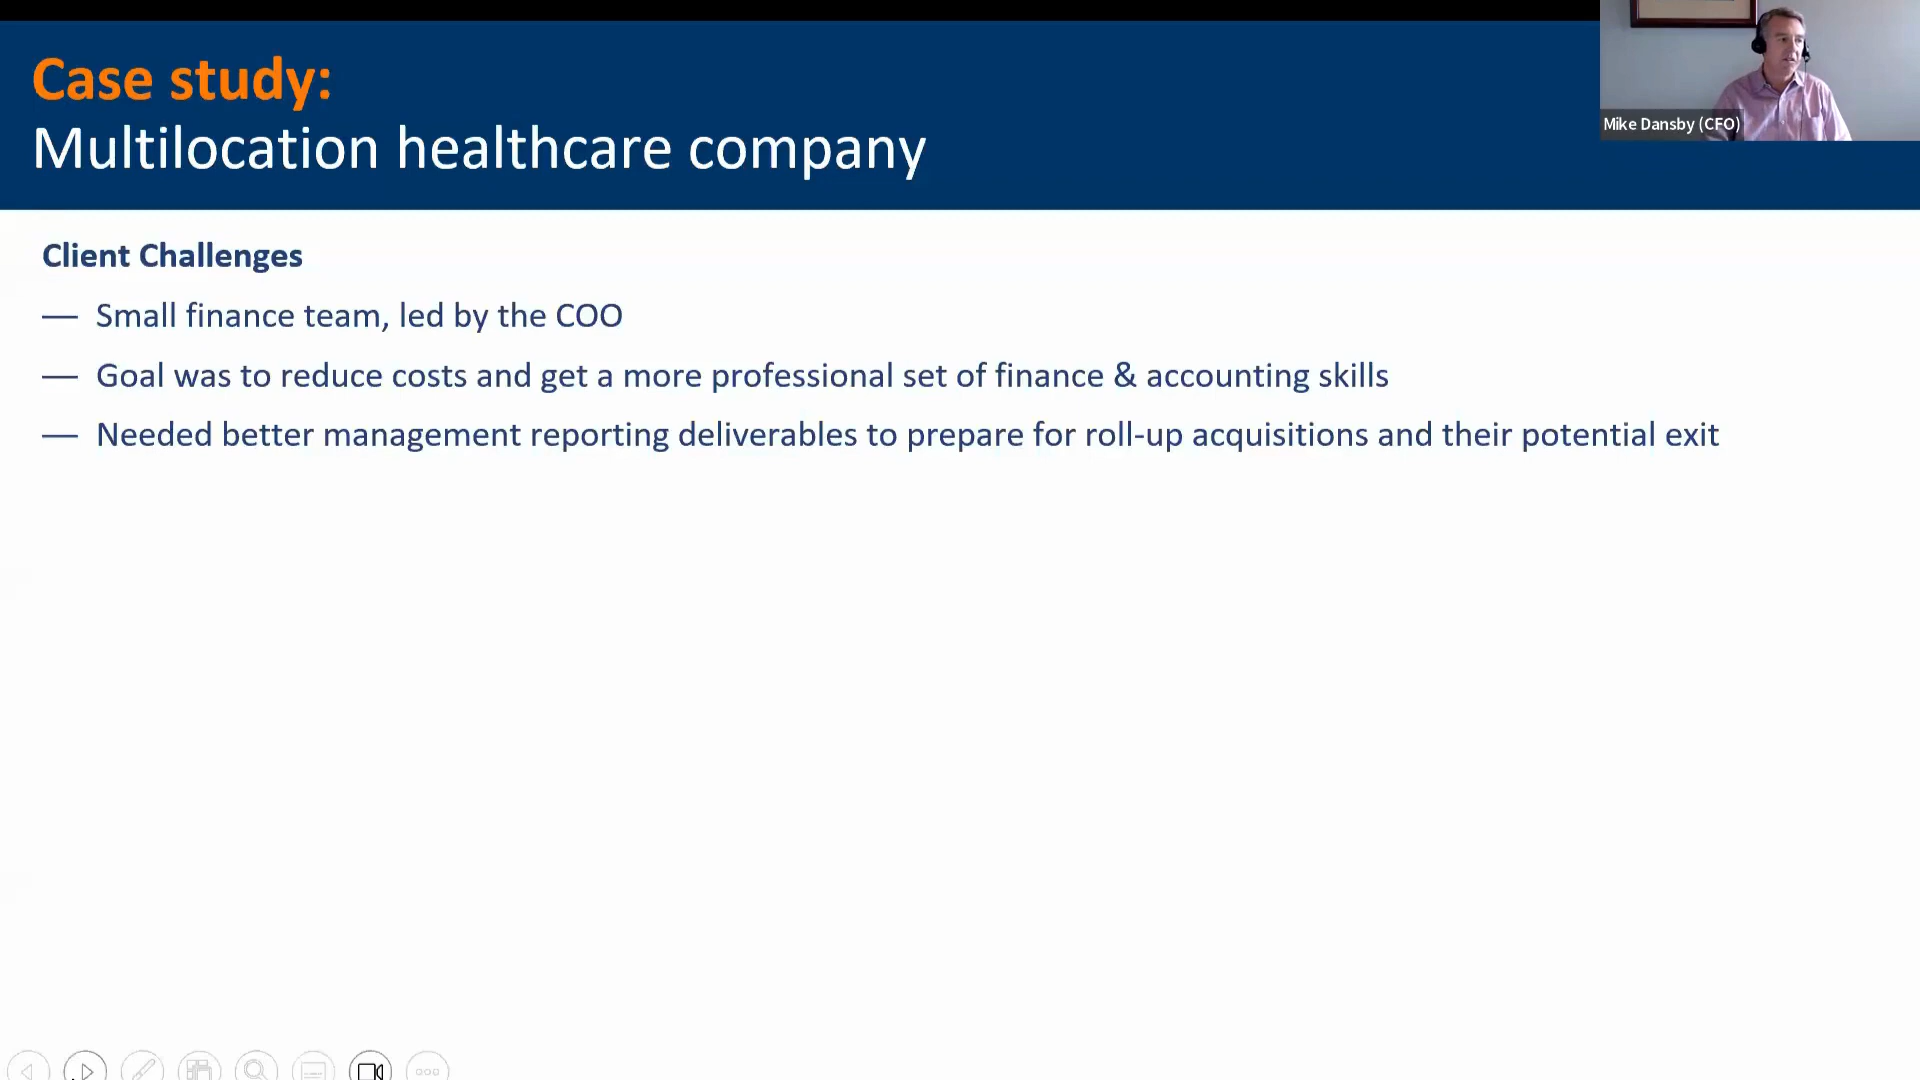 Case study:
Multilocation healthcare company
Mike Dansby (CFO)
Client Challenges
— Small finance team, led by the COO
— Goal was to reduce costs and get a more professional set of finance & accounting skills
— Needed better management reporting deliverables to prepare for roll-up acquisitions and their potential exit